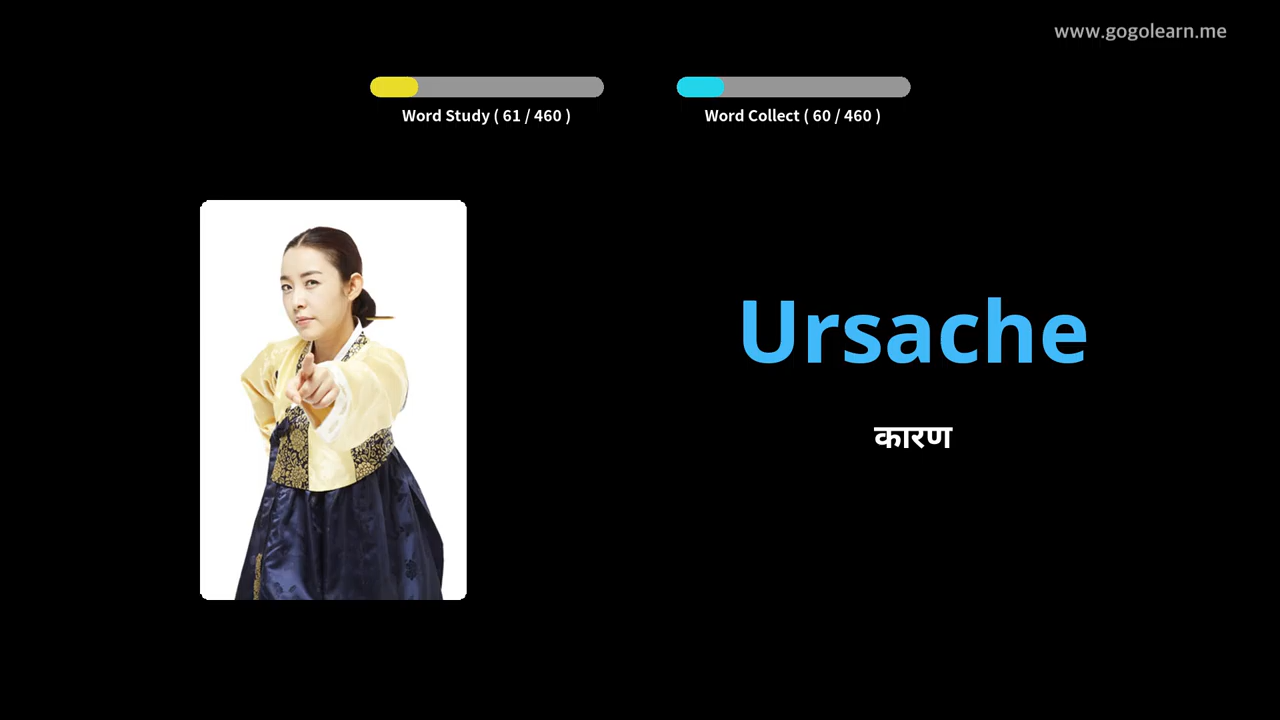 www.gogolearn.me
Word Study ( 61 / 460 )
Word Collect ( 60 / 460 )
Ursache
कारण